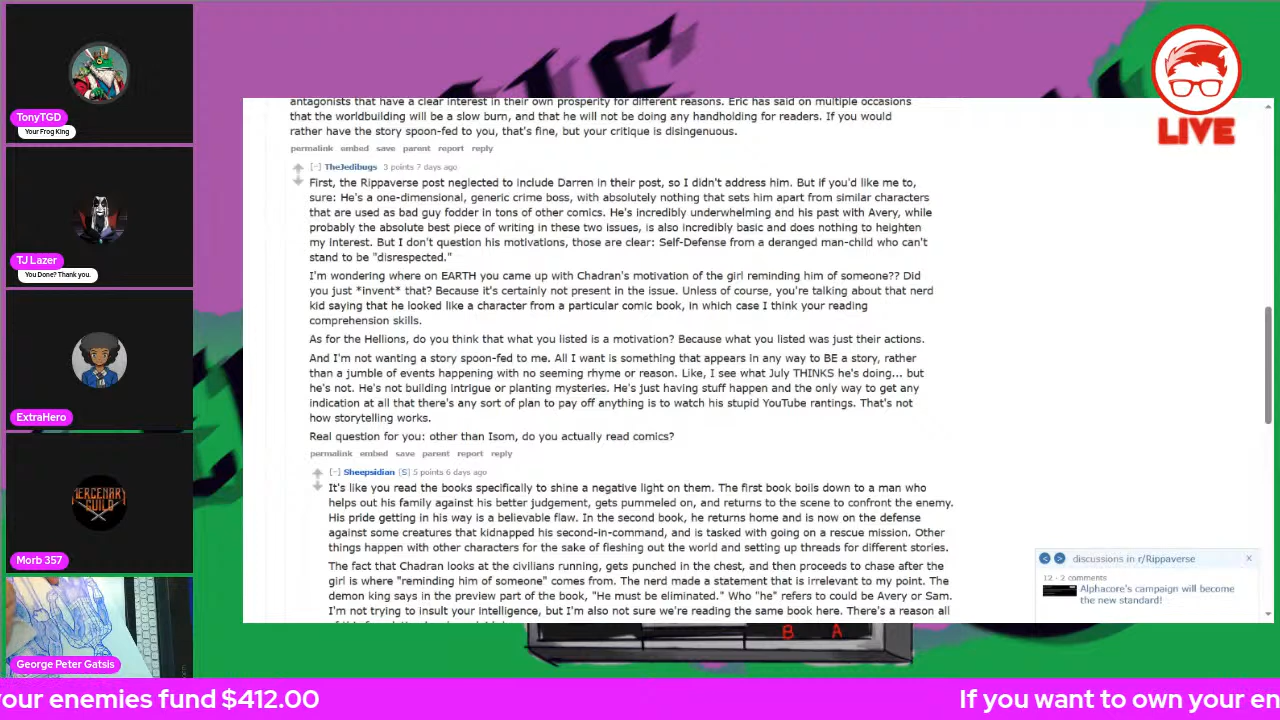 TonyTGD
Your Frog King
TJ Lazer
You Done? Thank you.
ExtraHero
MERCENARY
GUILD
Morb 357
George Peter Gatsis
LIVE
antagonists that have a clear interest in their own prosperity for different reasons. Eric has said on multiple occasions
that the worldbuilding will be a slow burn, and that he will not be doing any handholding for readers. If you would
rather have the story spoon-fed to you, that's fine, but your critique is disingenuous.
permalink embed save parent report reply
[-] TheJedibugs 3 points 7 days ago
First, the Rippaverse post neglected to include Darren in their post, so I didn't address him. But if you'd like me to,
sure: He's a one-dimensional, generic crime boss, with absolutely nothing that sets him apart from similar characters
that are used as bad guy fodder in tons of other comics. He's incredibly underwhelming and his past with Avery, while
probably the absolute best piece of writing in these two issues, is also incredibly basic and does nothing to heighten
my interest. But I don't question his motivations, those are clear: Self-Defense from a deranged man-child who can't
stand to be "disrespected."
I'm wondering where on EARTH you came up with Chadran's motivation of the girl reminding him of someone?? Did
you just *invent* that? Because it's certainly not present in the issue. Unless of course, you're talking about that nerd
kid saying that he looked like a character from a particular comic book, in which case I think your reading
comprehension skills.
As for the Hellions, do you think that what you listed is a motivation? Because what you listed was just their actions.
And I'm not wanting a story spoon-fed to me. All I want is something that appears in any way to BE a story, rather
than a jumble of events happening with no seeming rhyme or reason. Like, I see what July THINKS he's doing... but
he's not. He's not building intrigue or planting mysteries. He's just having stuff happen and the only way to get any
indication at all that there's any sort of plan to pay off anything is to watch his stupid YouTube rantings. That's not
how storytelling works.
Real question for you: other than Isom, do you actually read comics?
permalink embed save parent report reply
[-] Sheepsidian [S] 5 points 6 days ago
It's like you read the books specifically to shine a negative light on them. The first book boils down to a man who
helps out his family against his better judgement, gets pummeled on, and returns to the scene to confront the enemy.
His pride getting in his way is a believable flaw. In the second book, he returns home and is now on the defense
against some creatures that kidnapped his second-in-command, and is tasked with going on a rescue mission. Other
things happen with other characters for the sake of fleshing out the world and setting up threads for different stories.
The fact that Chadran looks at the civilians running, gets punched in the chest, and then proceeds to chase after the
girl is where "reminding him of someone" comes from. The nerd made a statement that is irrelevant to my point. The
demon king says in the preview part of the book, "He must be eliminated." Who "he" refers to could be Avery or Sam.
I'm not trying to insult your intelligence, but I'm also not sure we're reading the same book here. There's a reason all
discussions in r/Rippaverse X
12 · 2 comments
Alphacore's campaign will become
the new standard!
B A
your enemies fund $412.00
If you want to own your en